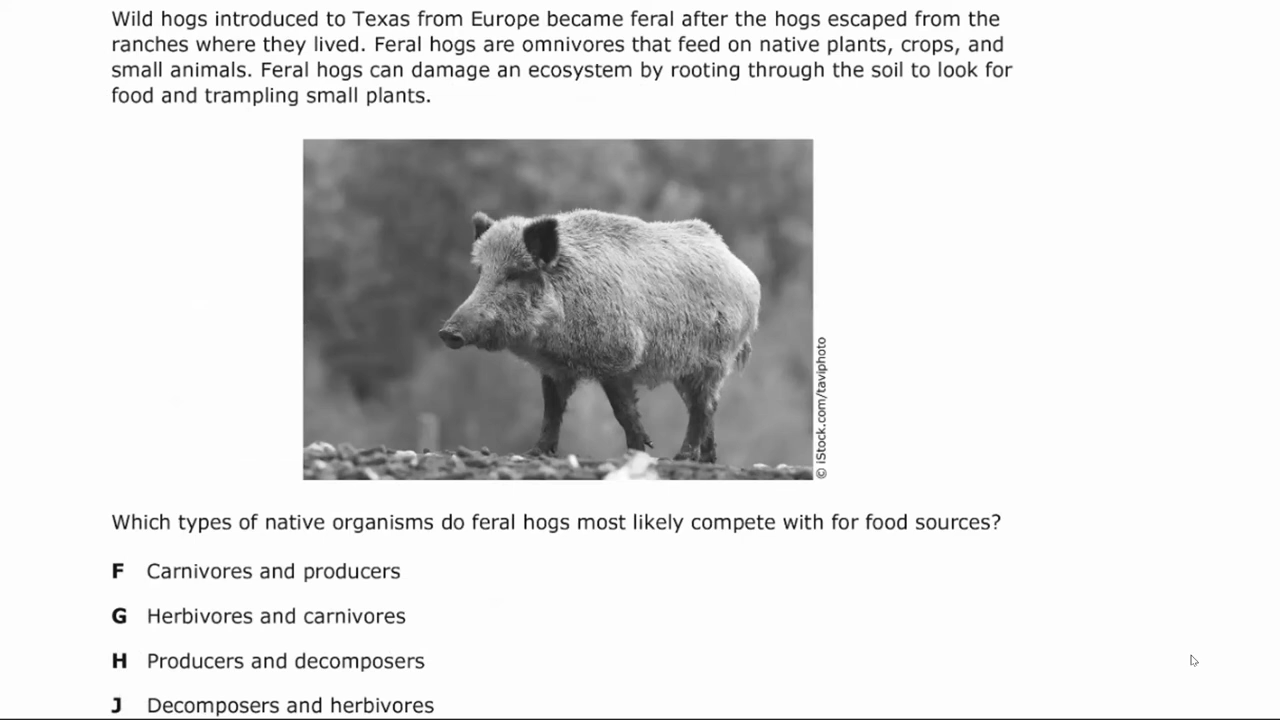 Wild hogs introduced to Texas from Europe became feral after the hogs escaped from the
ranches where they lived. Feral hogs are omnivores that feed on native plants, crops, and
small animals. Feral hogs can damage an ecosystem by rooting through the soil to look for
food and trampling small plants.
© iStock.com/taviphoto
Which types of native organisms do feral hogs most likely compete with for food sources?
F Carnivores and producers
G Herbivores and carnivores
H Producers and decomposers
J Decomposers and herbivores